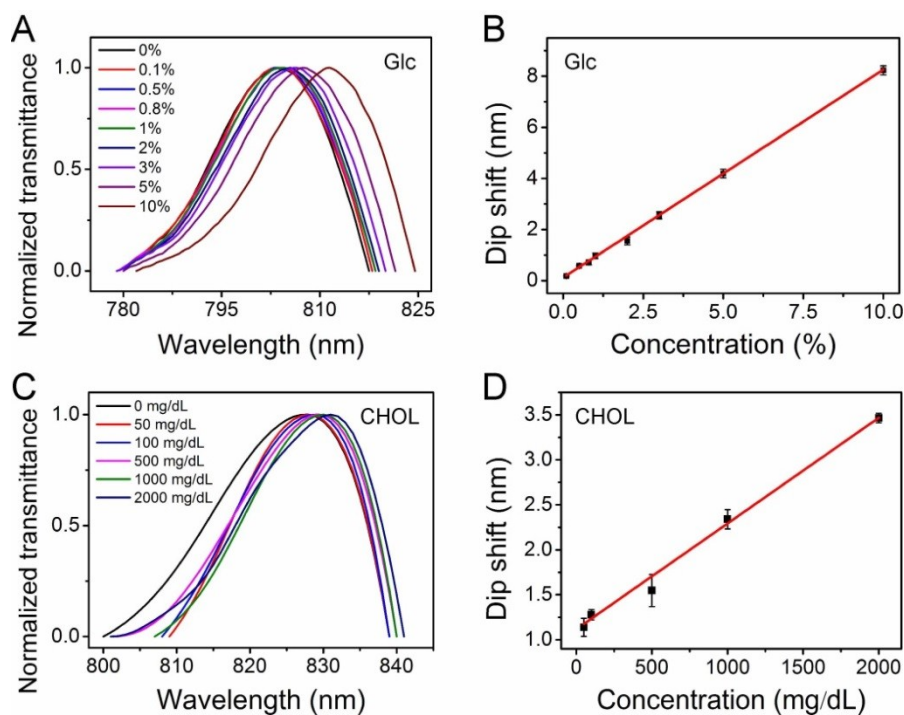 A
Glc
0%
0.1%
0.5%
0.8%
1%
2%
3%
5%
10%
1.0
0.5
0.0
Normalized transmittance
780 795 810 825
Wavelength (nm)
B
Glc
8
6
4
2
0
Dip shift (nm)
0.0 2.5 5.0 7.5 10.0
Concentration (%)
C
CHOL
0 mg/dL
50 mg/dL
100 mg/dL
500 mg/dL
1000 mg/dL
2000 mg/dL
1.0
0.5
0.0
Normalized transmittance
800 810 820 830 840
Wavelength (nm)
D
CHOL
3.5
3.0
2.5
2.0
1.5
1.0
Dip shift (nm)
0 500 1000 1500 2000
Concentration (mg/dL)